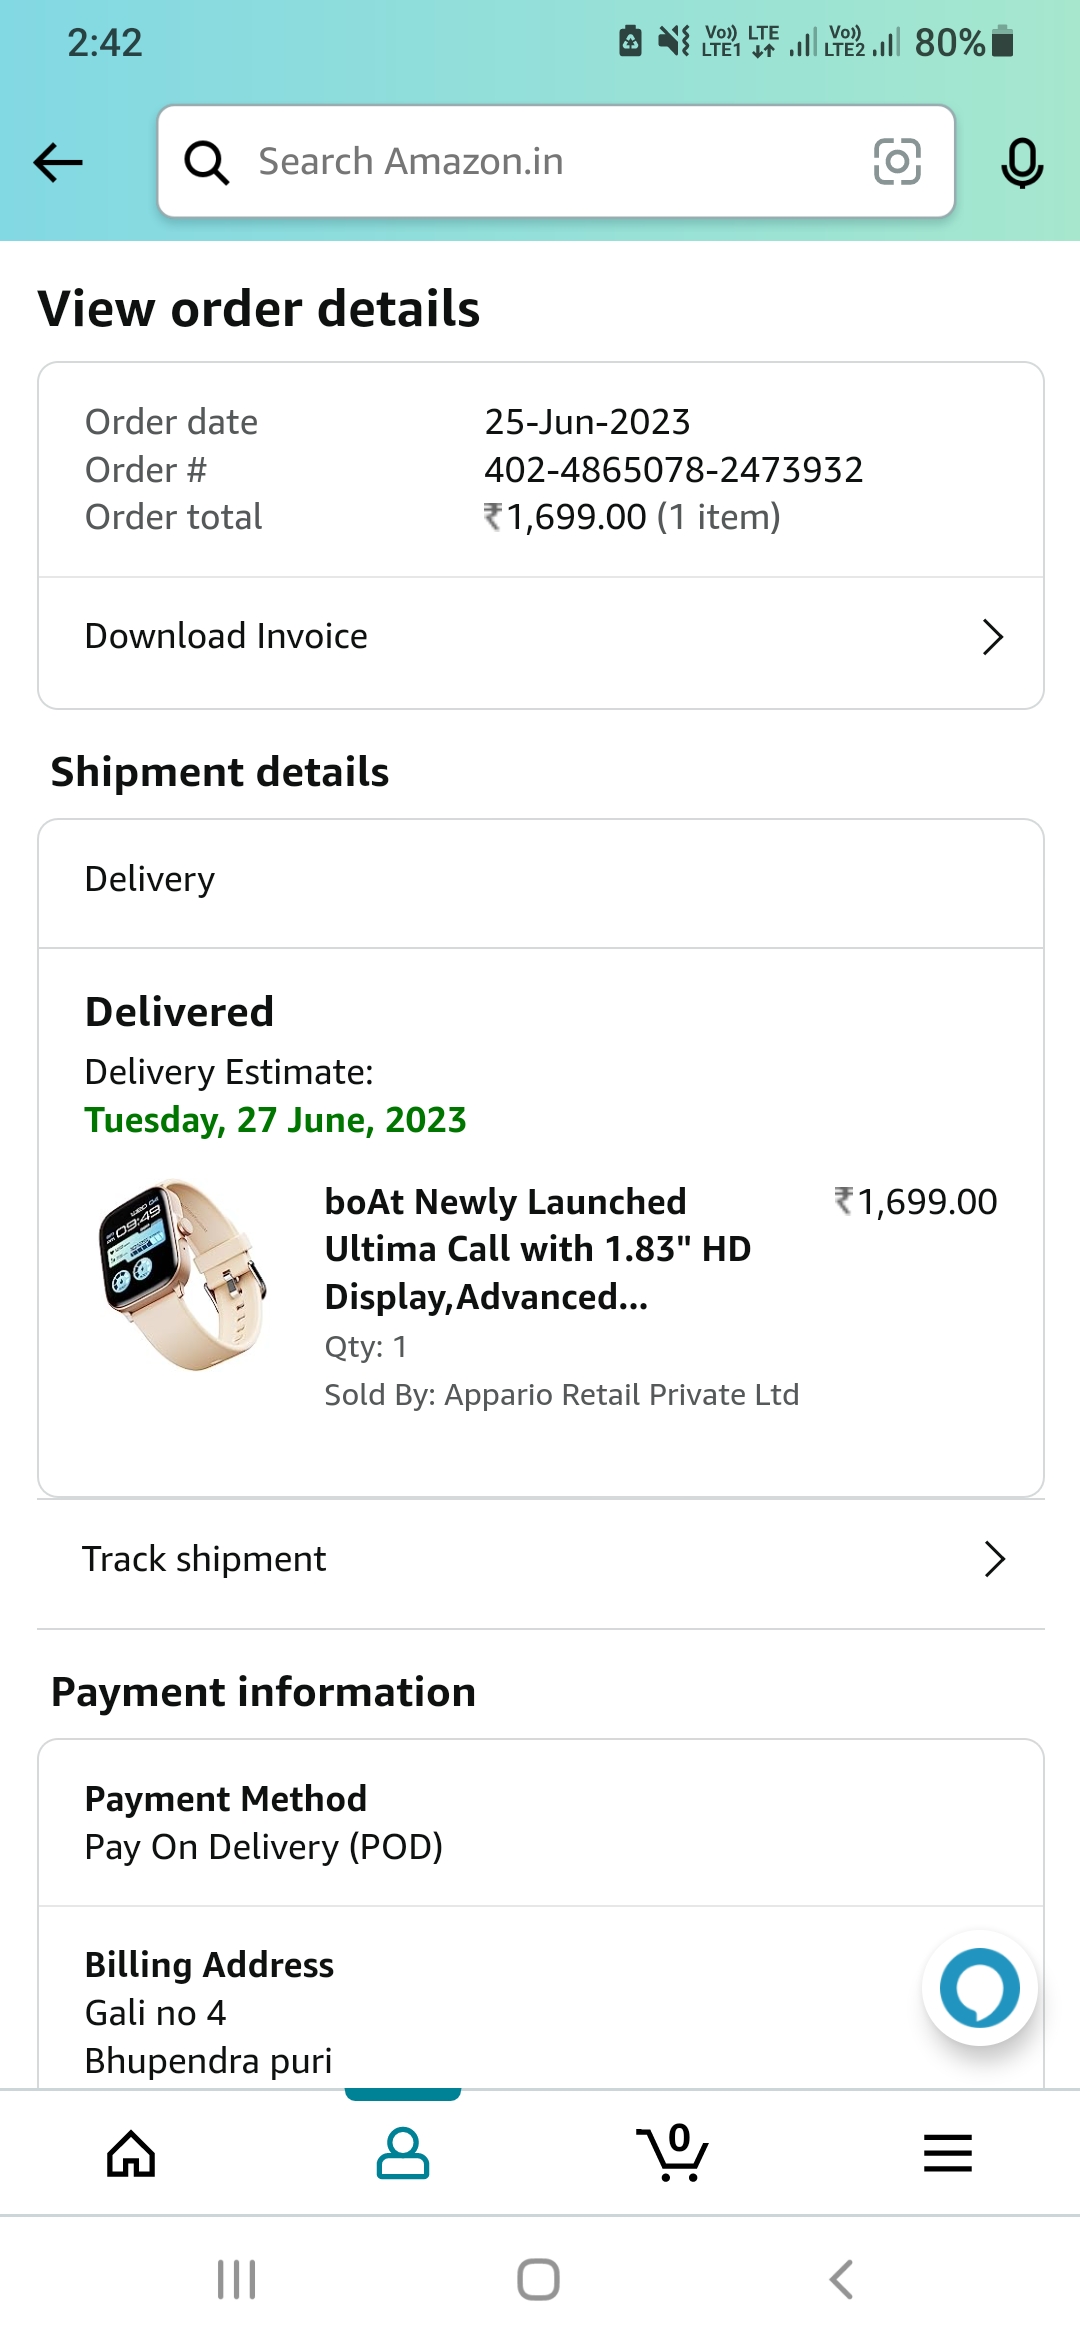 2:42
Vo)) LTE1 LTE Vo)) LTE2 80%
Search Amazon.in
View order details
Order date 25-Jun-2023
Order # 402-4865078-2473932
Order total ₹1,699.00 (1 item)
Download Invoice
Shipment details
Delivery
Delivered
Delivery Estimate:
Tuesday, 27 June, 2023
09:49
boAt Newly Launched ₹1,699.00
Ultima Call with 1.83" HD
Display,Advanced...
Qty: 1
Sold By: Appario Retail Private Ltd
Track shipment
Payment information
Payment Method
Pay On Delivery (POD)
Billing Address
Gali no 4
Bhupendra puri
0